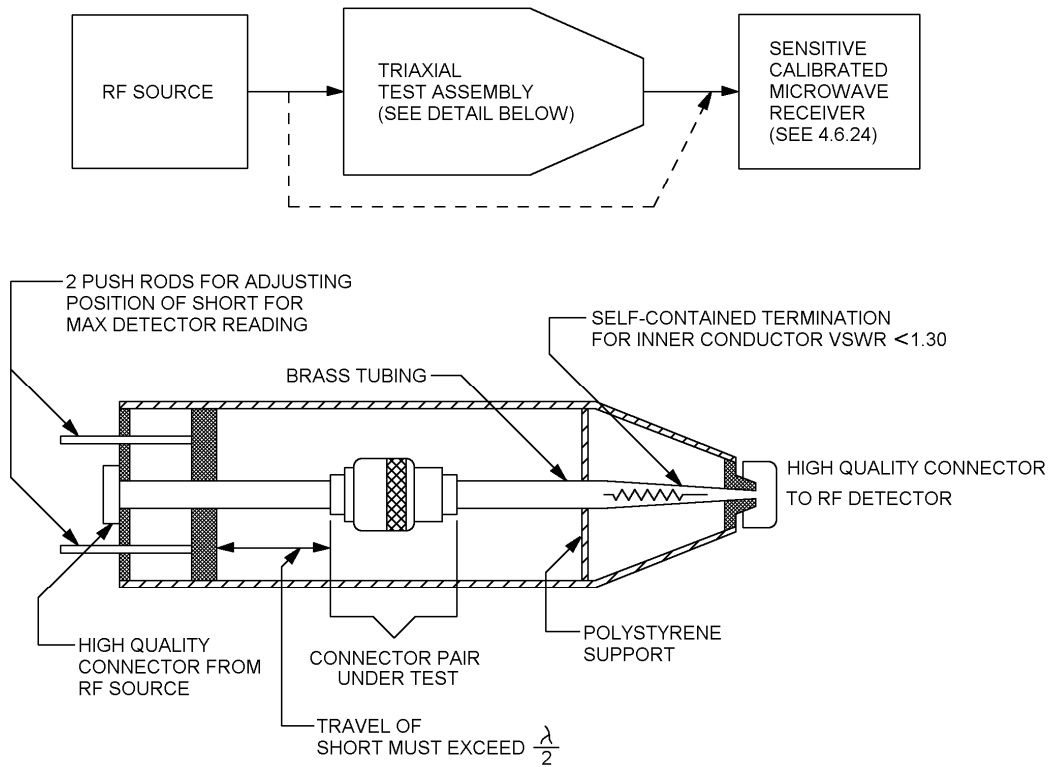 RF SOURCE
TRIAXIAL
TEST ASSEMBLY
(SEE DETAIL BELOW)
SENSITIVE
CALIBRATED
MICROWAVE
RECEIVER
(SEE 4.6.24)
2 PUSH RODS FOR ADJUSTING
POSITION OF SHORT FOR
MAX DETECTOR READING
SELF-CONTAINED TERMINATION
FOR INNER CONDUCTOR VSWR <1.30
BRASS TUBING
HIGH QUALITY CONNECTOR
TO RF DETECTOR
HIGH QUALITY
CONNECTOR FROM
RF SOURCE
CONNECTOR PAIR
UNDER TEST
POLYSTYRENE
SUPPORT
TRAVEL OF
SHORT MUST EXCEED λ/2